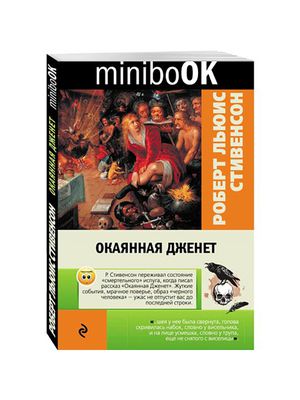 miniboOK
РОБЕРТ ЛЬЮИС
СТИВЕНСОН
ОКАЯННАЯ ДЖЕНЕТ
Р. Стивенсон переживал состояние
«смертельного» испуга, когда писал
рассказ «Окаянная Дженет». Жуткие
события, мрачное поверье, образ «черного
человека» – ужас не отпустит вас до
последней строки.
...шея у нее была свернута, голова
скривилась набок, словно у висельника,
и на лице усмешка, словно у трупа,
еще не снятого с виселицы
miniboOK
ОКАЯННАЯ ДЖЕНЕТ
РОБЕРТ ЛЬЮИС СТИВЕНСОН